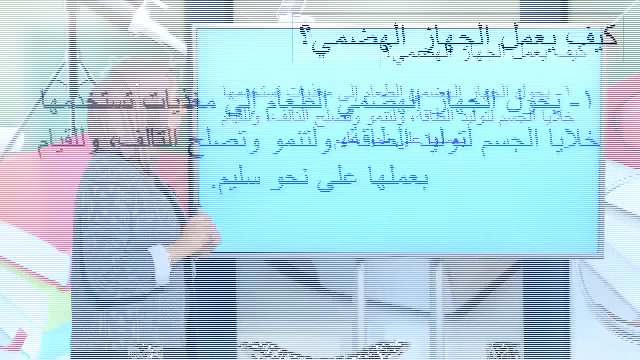 كيف يعمل الجهاز الهضمي؟
١- يحول الجهاز الهضمي الطعام إلى مغذيات تستخدمها
خلايا الجسم لتوليد الطاقة، ولتنمو وتصلح التالف، وللقيام
بعملها على نحو سليم.